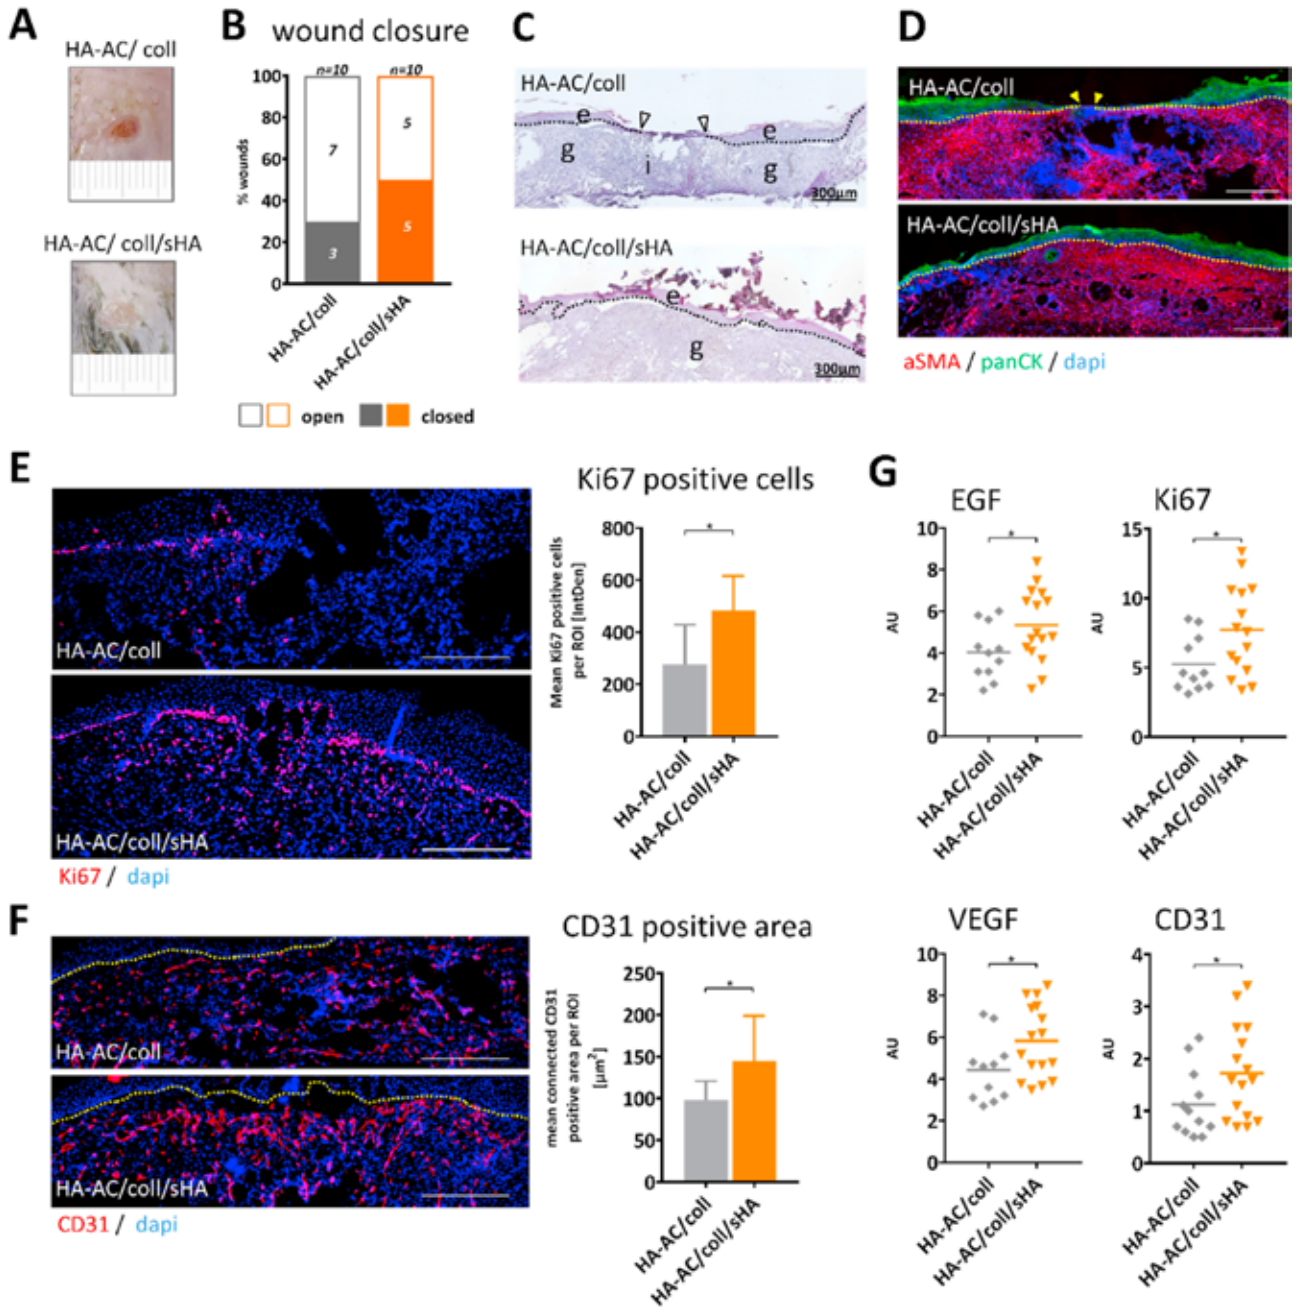 A
HA-AC/ coll
HA-AC/ coll/sHA
B
wound closure
n=10
n=10
% wounds
100
80
60
40
20
0
7
3
5
5
HA-AC/coll
HA-AC/coll/sHA
open
closed
C
HA-AC/coll
e
e
g
i
g
300µm
HA-AC/coll/sHA
e
g
300µm
D
HA-AC/coll
HA-AC/coll/sHA
aSMA / panCK / dapi
E
HA-AC/coll
HA-AC/coll/sHA
Ki67 / dapi
Ki67 positive cells
Mean Ki67 positive cells
per ROI [IntDen]
800
600
400
200
0
*
HA-AC/coll
HA-AC/coll/sHA
F
HA-AC/coll
HA-AC/coll/sHA
CD31 / dapi
CD31 positive area
mean connected CD31
positive area per ROI
[µm²]
250
200
150
100
50
0
*
HA-AC/coll
HA-AC/coll/sHA
G
EGF
AU
10
8
6
4
2
0
*
HA-AC/coll
HA-AC/coll/sHA
Ki67
AU
15
10
5
0
*
HA-AC/coll
HA-AC/coll/sHA
VEGF
AU
10
8
6
4
2
0
*
HA-AC/coll
HA-AC/coll/sHA
CD31
AU
4
3
2
1
0
*
HA-AC/coll
HA-AC/coll/sHA